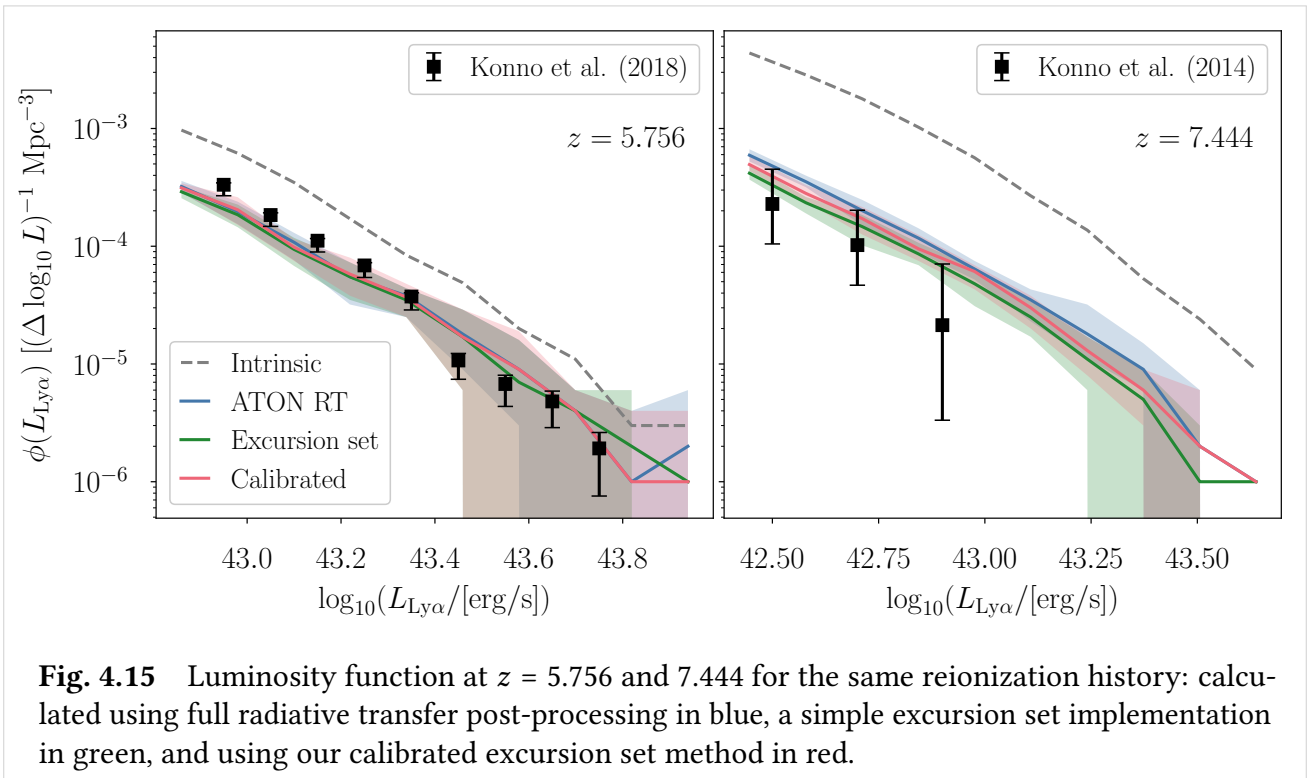 Konno et al. (2018)
z = 5.756
Konno et al. (2014)
z = 7.444
ϕ(L_Lyα) [(Δ log₁₀ L)⁻¹ Mpc⁻³]
10⁻³
10⁻⁴
10⁻⁵
10⁻⁶
Intrinsic
ATON RT
Excursion set
Calibrated
43.0 43.2 43.4 43.6 43.8
log₁₀(L_Lyα/[erg/s])
42.50 42.75 43.00 43.25 43.50
log₁₀(L_Lyα/[erg/s])
Fig. 4.15 Luminosity function at z = 5.756 and 7.444 for the same reionization history: calcu-
lated using full radiative transfer post-processing in blue, a simple excursion set implementation
in green, and using our calibrated excursion set method in red.